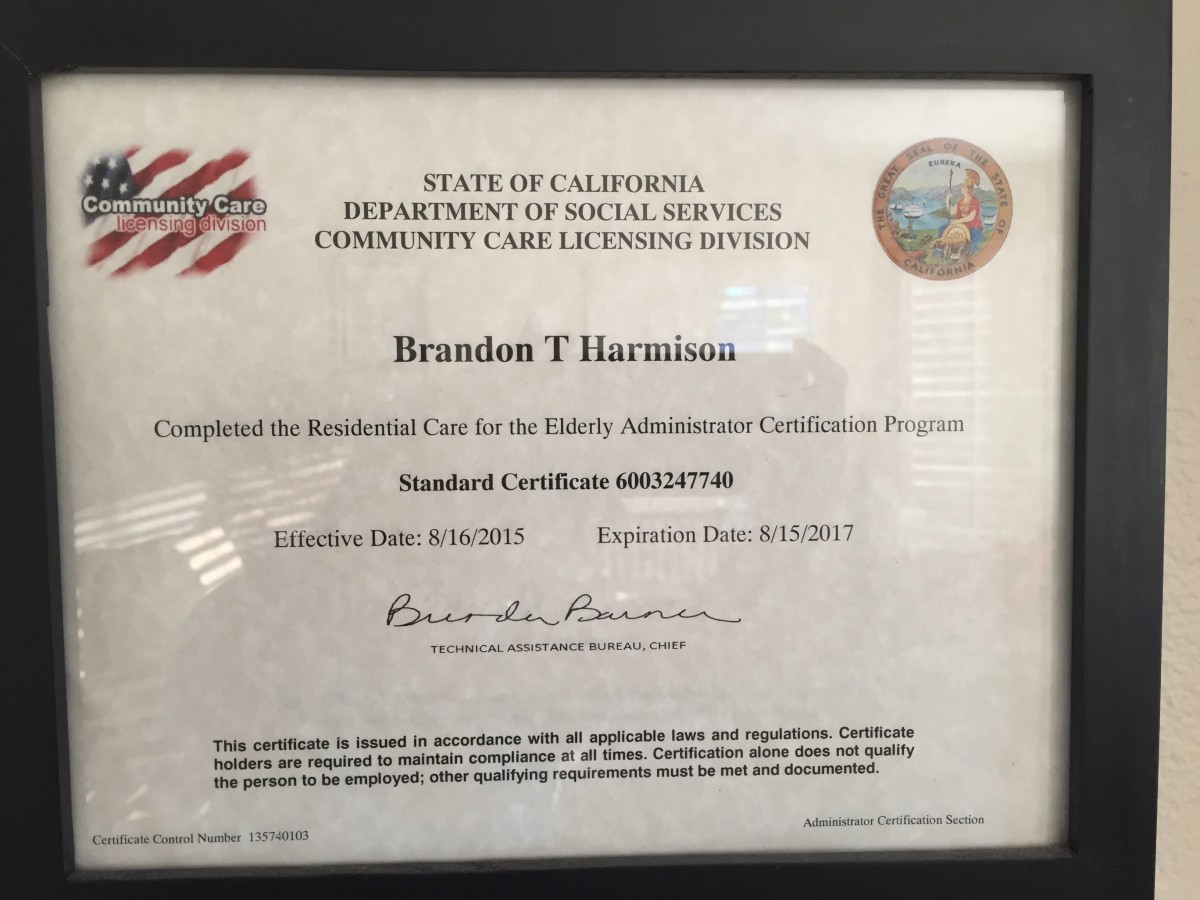 Community Care
licensing division
STATE OF CALIFORNIA
DEPARTMENT OF SOCIAL SERVICES
COMMUNITY CARE LICENSING DIVISION
THE GREAT SEAL OF THE STATE OF CALIFORNIA
EUREKA
Brandon T Harmison
Completed the Residential Care for the Elderly Administrator Certification Program
Standard Certificate 6003247740
Effective Date: 8/16/2015 Expiration Date: 8/15/2017
TECHNICAL ASSISTANCE BUREAU, CHIEF
This certificate is issued in accordance with all applicable laws and regulations. Certificate
holders are required to maintain compliance at all times. Certification alone does not qualify
the person to be employed; other qualifying requirements must be met and documented.
Certificate Control Number 135740103
Administrator Certification Section